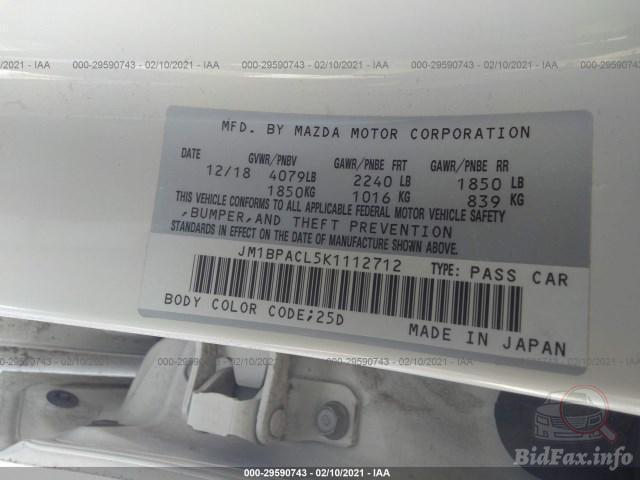 000-29590743 - 02/10/2021 - IAA
MFD. BY MAZDA MOTOR CORPORATION
DATE GVWR/PNBV GAWR/PNBE FRT GAWR/PNBE RR
12/18 4079LB 2240 LB 1850 LB
1850KG 1016 KG 839 KG
THIS VEHICLE CONFORMS TO ALL APPLICABLE FEDERAL MOTOR VEHICLE SAFETY
,BUMPER,AND THEFT PREVENTION
STANDARDS IN EFFECT ON THE DATE OF MANUFACTURE SHOWN ABOVE.
JM1BPACL5K1112712 TYPE: PASS CAR
BODY COLOR CODE;25D
MADE IN JAPAN
000-29590743 - 02/10/2021 - IAA
BidFax.info